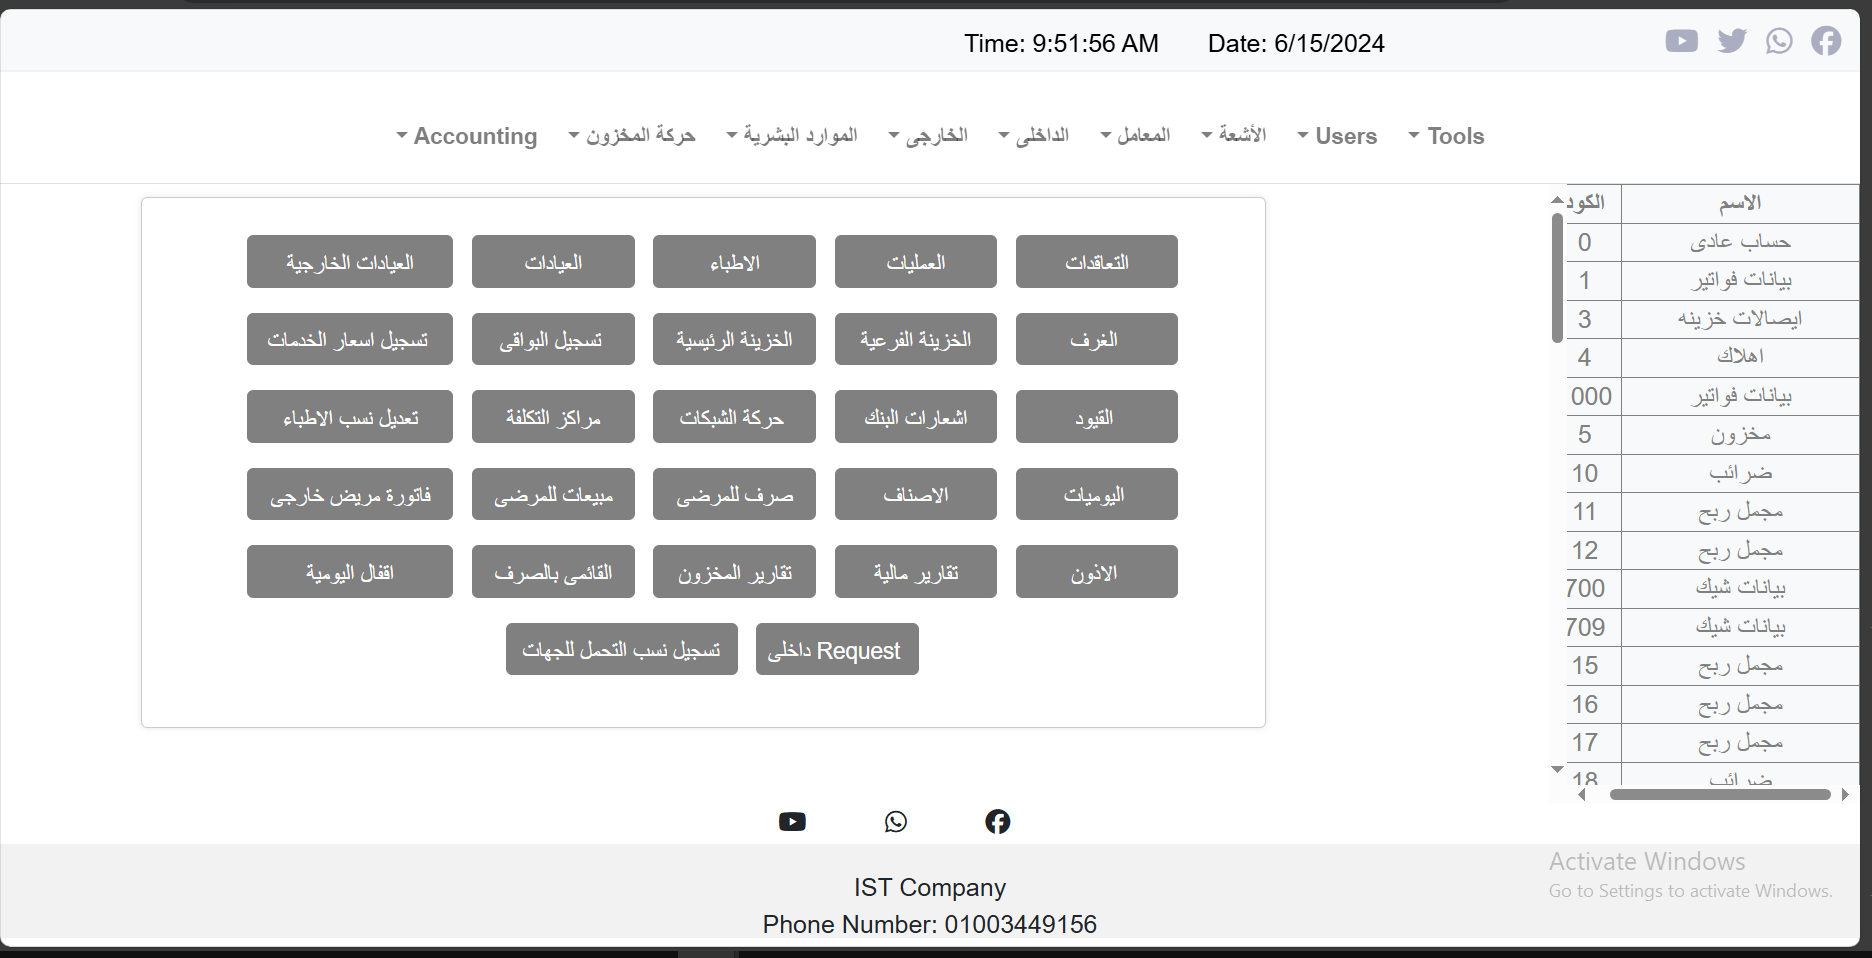 Time: 9:51:56 AM Date: 6/15/2024
Tools Users الأشعة المعامل الداخلى الخارجى الموارد البشرية حركة المخزون Accounting
الاسم الكود
حساب عادى 0
بيانات فواتير 1
ايصالات خزينه 3
اهلاك 4
بيانات فواتير 000
مخزون 5
ضرائب 10
مجمل ربح 11
مجمل ربح 12
بيانات شيك 700
بيانات شيك 709
مجمل ربح 15
مجمل ربح 16
مجمل ربح 17
ضرائب 18
التعاقدات العمليات الاطباء العيادات العيادات الخارجية
الغرف الخزينة الفرعية الخزينة الرئيسية تسجيل البواقى تسجيل اسعار الخدمات
القيود اشعارات البنك حركة الشبكات مراكز التكلفة تعديل نسب الاطباء
اليوميات الاصناف صرف للمرضى مبيعات للمرضى فاتورة مريض خارجى
الاذون تقارير مالية تقارير المخزون القائمى بالصرف اقفال اليومية
Request داخلى تسجيل نسب التحمل للجهات
IST Company
Phone Number: 01003449156
Activate Windows
Go to Settings to activate Windows.